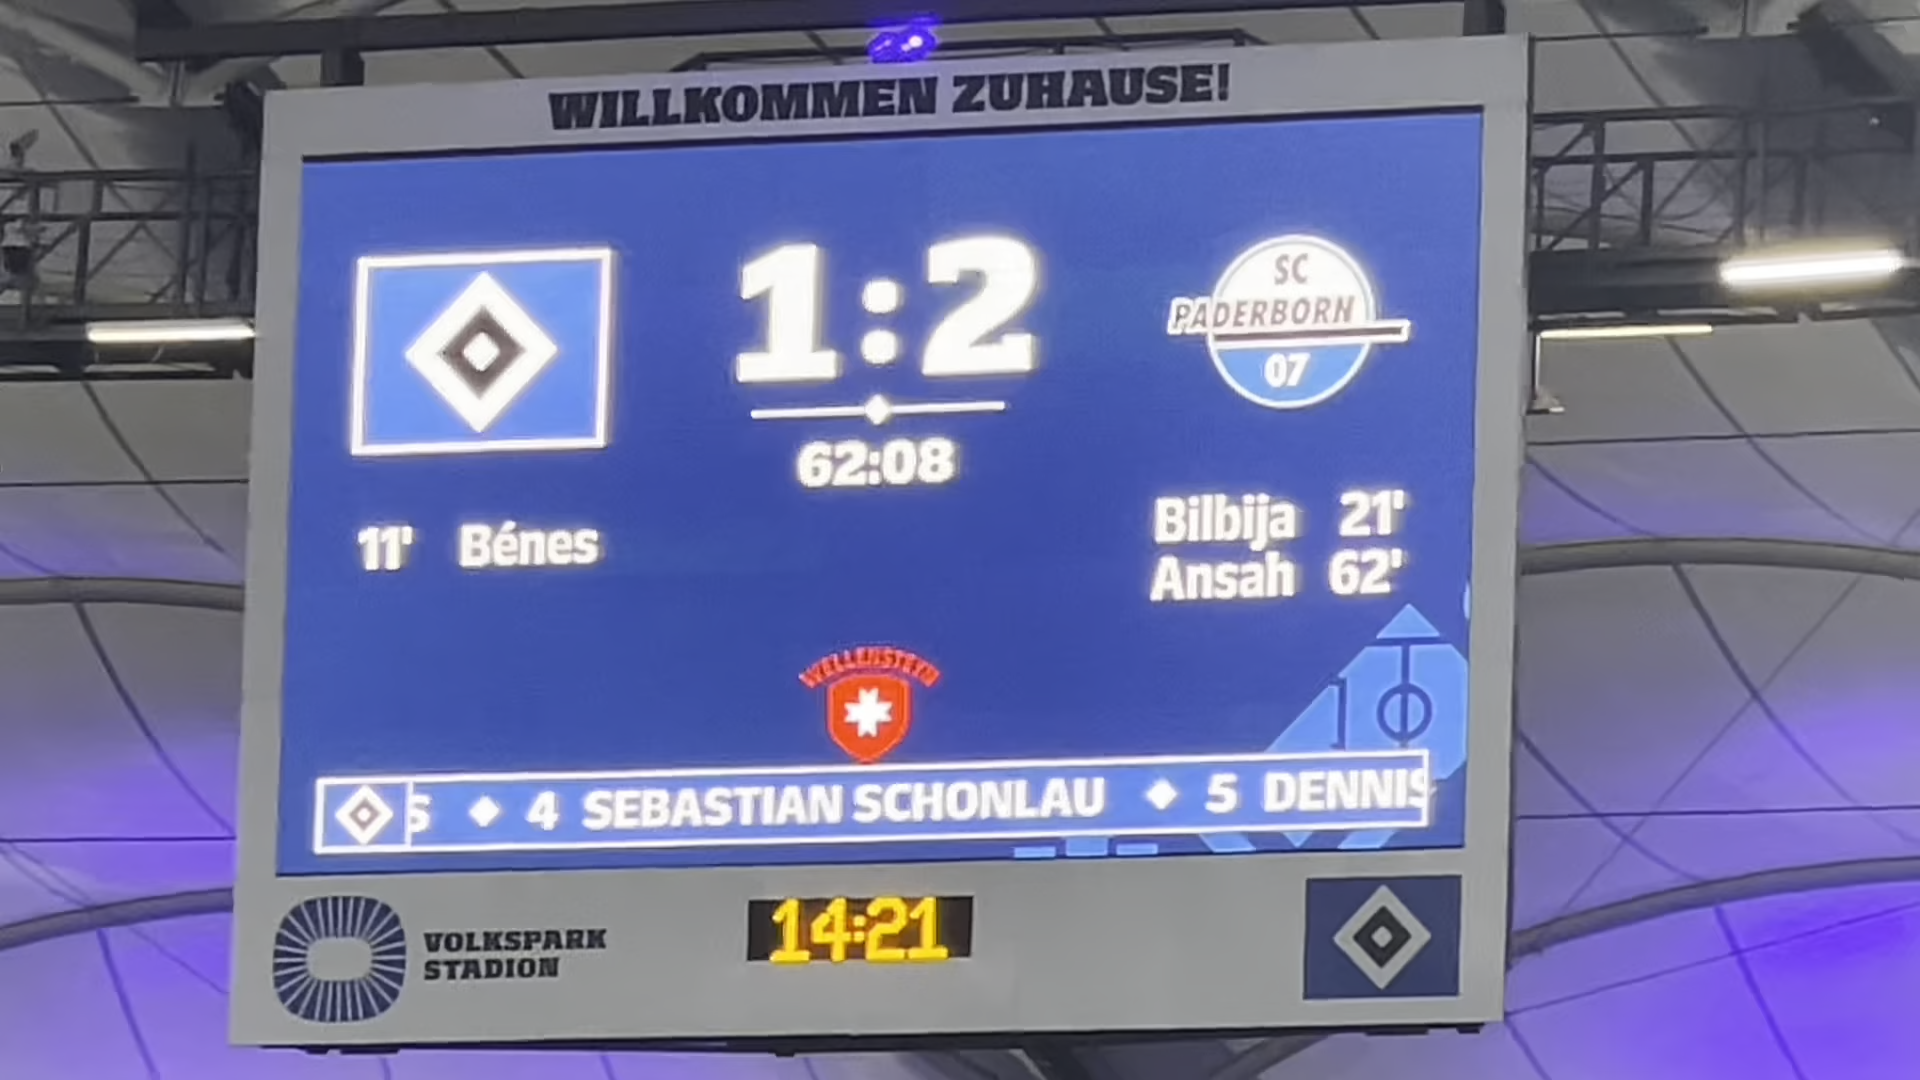 WILLKOMMEN ZUHAUSE!
1:2
SC
PADERBORN
07
62:08
11' Bénes
Bilbija 21'
Ansah 62'
WELLENSTEYN
S ◆ 4 SEBASTIAN SCHONLAU ◆ 5 DENNIS
VOLKSPARK
STADION
14:21